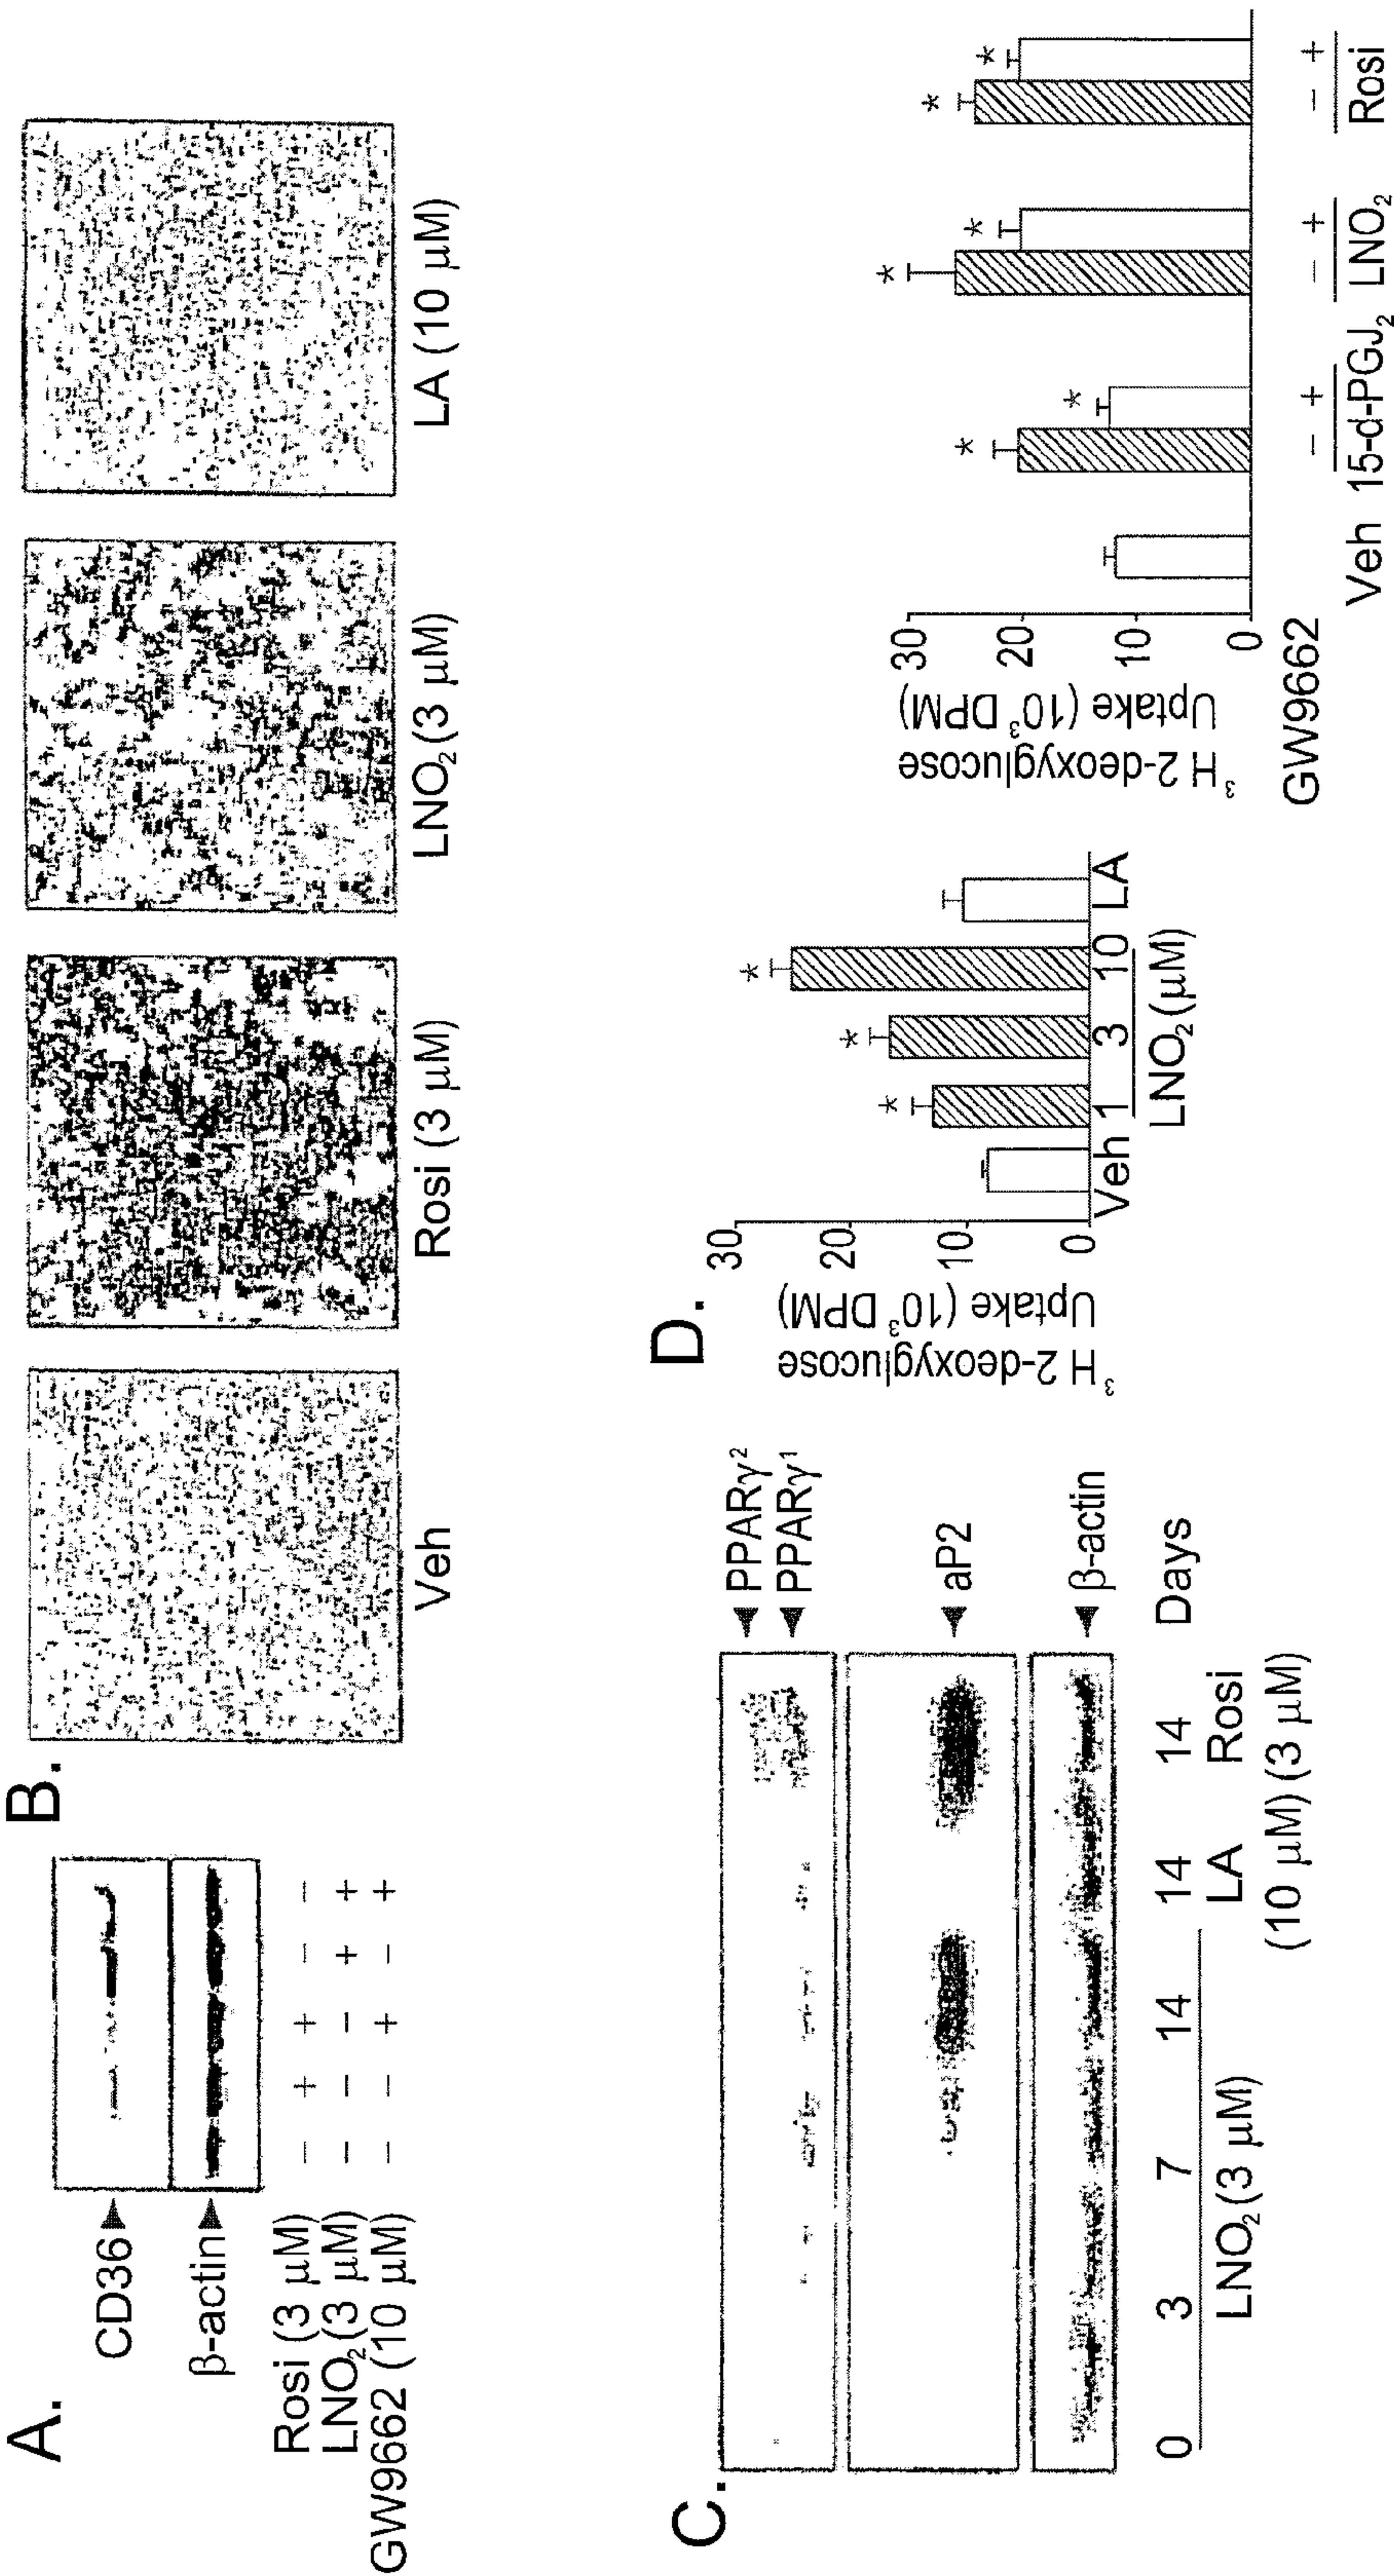 A.
CD36
β-actin
Rosi (3 μM) − + + − −
LNO₂ (3 μM) − − − + +
GW9662 (10 μM) − − + − +
B.
Veh
Rosi (3 μM)
LNO₂ (3 μM)
LA (10 μM)
C.
PPARγ²
PPARγ¹
aP2
β-actin
0 3 7 14 14 14 Days
LNO₂ (3 μM)
LA Rosi
(10 μM) (3 μM)
D.
³H 2-deoxyglucose
Uptake (10³ DPM)
30
20
10
0
Veh 1 3 10 LA
LNO₂ (μM)
* * *
³H 2-deoxyglucose
Uptake (10³ DPM)
30
20
10
0
* * * * * *
GW9662 − + − + − +
Veh 15-d-PGJ₂ LNO₂ Rosi